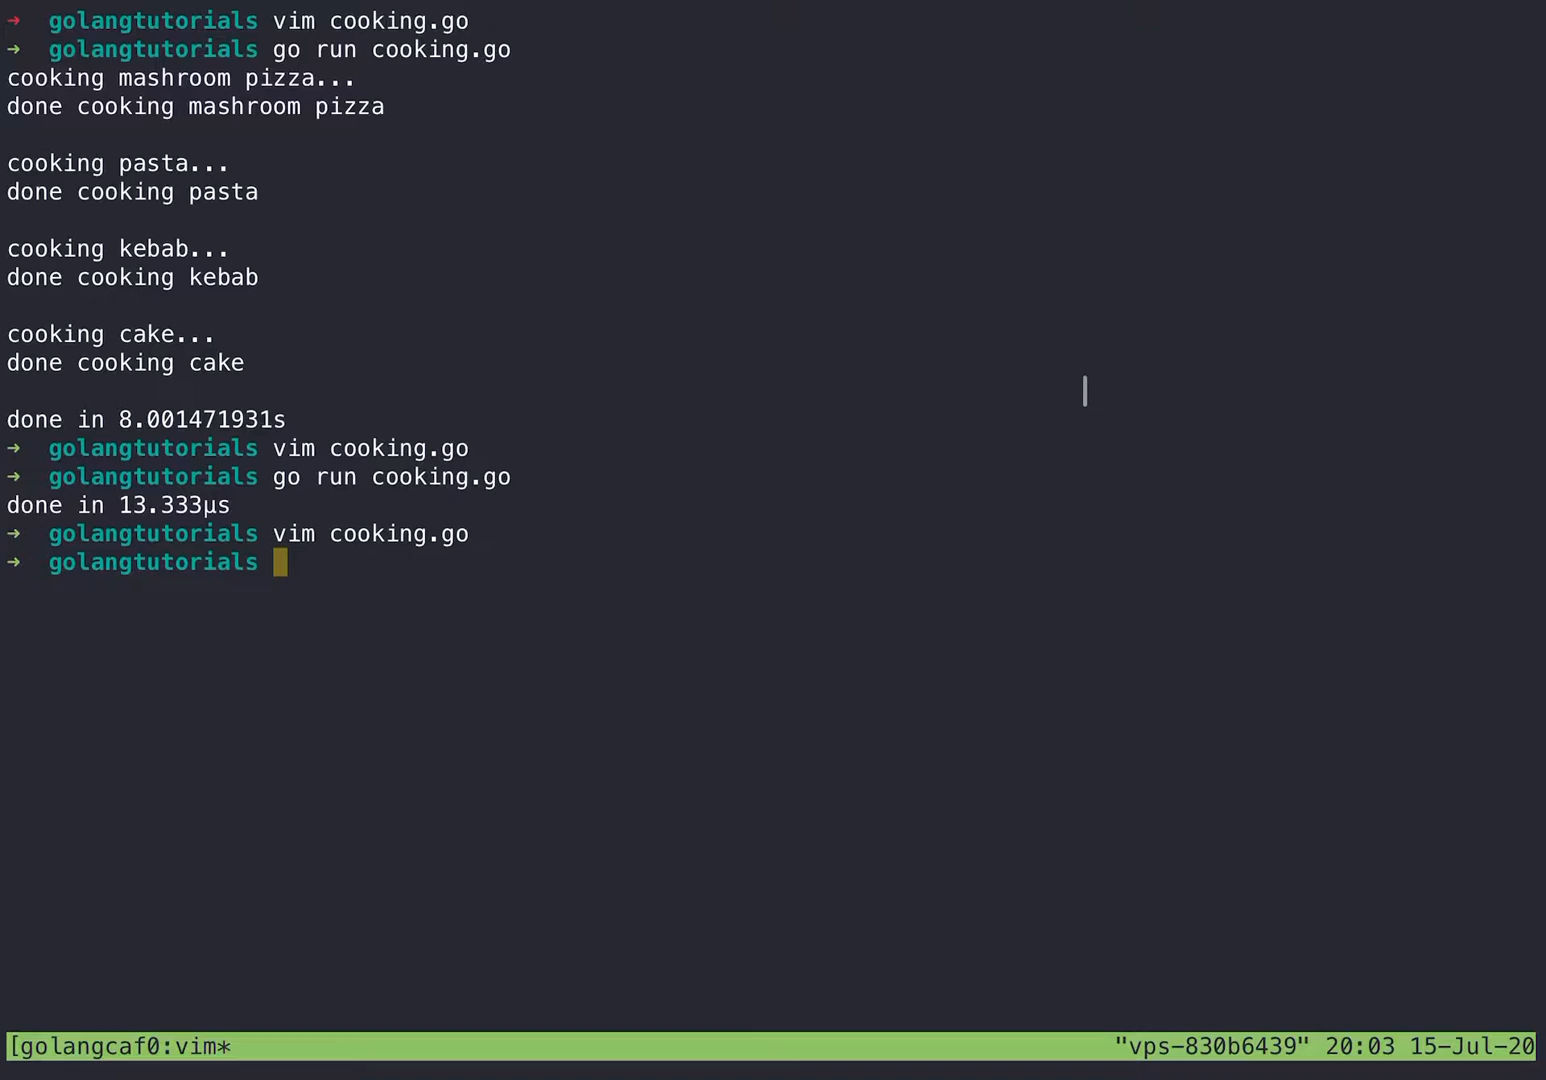 ➜ golangtutorials vim cooking.go
➜ golangtutorials go run cooking.go
cooking mashroom pizza...
done cooking mashroom pizza
cooking pasta...
done cooking pasta
cooking kebab...
done cooking kebab
cooking cake...
done cooking cake
done in 8.001471931s
➜ golangtutorials vim cooking.go
➜ golangtutorials go run cooking.go
done in 13.333µs
➜ golangtutorials vim cooking.go
➜ golangtutorials
[golangcaf0:vim* "vps-830b6439" 20:03 15-Jul-20